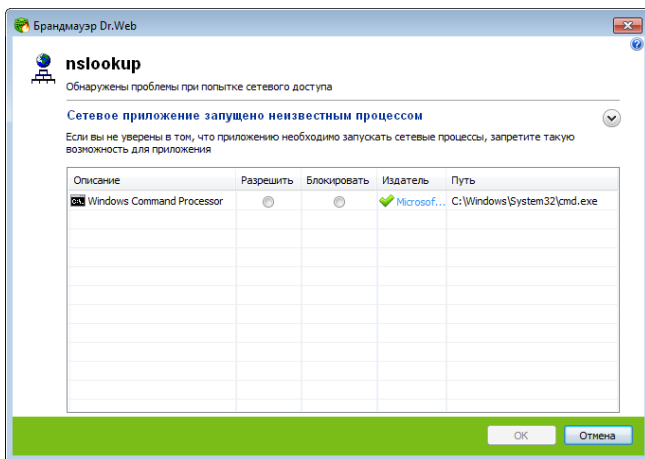 Брандмауэр Dr.Web
nslookup
Обнаружены проблемы при попытке сетевого доступа
Сетевое приложение запущено неизвестным процессом
Если вы не уверены в том, что приложению необходимо запускать сетевые процессы, запретите такую
возможность для приложения
Описание Разрешить Блокировать Издатель Путь
Windows Command Processor Microsof... C:\Windows\System32\cmd.exe
OK Отмена